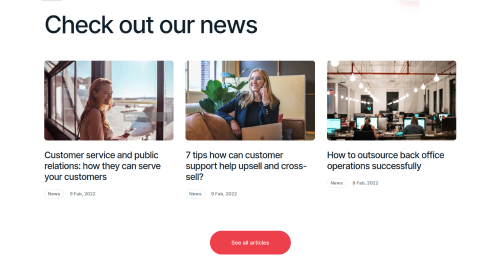 Check out our news
Customer service and public
relations: how they can serve
your customers
News 9 Feb, 2022
7 tips how can customer
support help upsell and cross-
sell?
News 9 Feb, 2022
How to outsource back office
operations successfully
News 9 Feb, 2022
See all articles